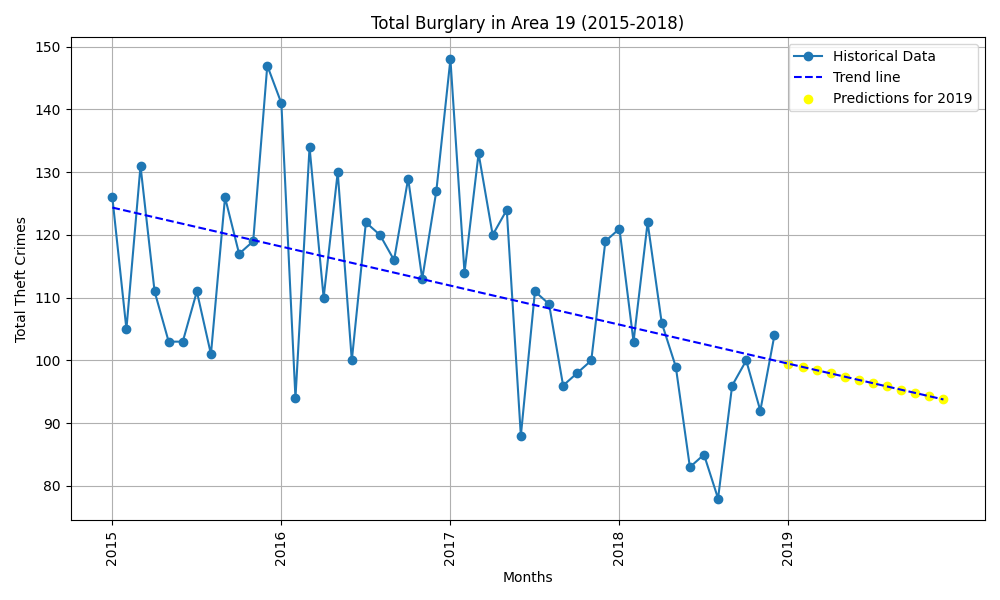 Total Burglary in Area 19 (2015-2018)
Historical Data
Trend line
Predictions for 2019
Total Theft Crimes
150
140
130
120
110
100
90
80
2015
2016
2017
2018
2019
Months